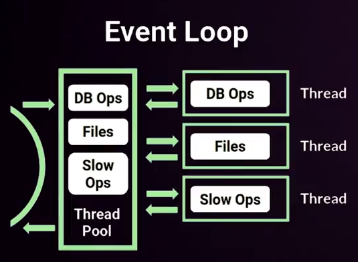 Event Loop
DB Ops
Files
Slow
Ops
Thread
Pool
DB Ops
Thread
Files
Thread
Slow Ops
Thread